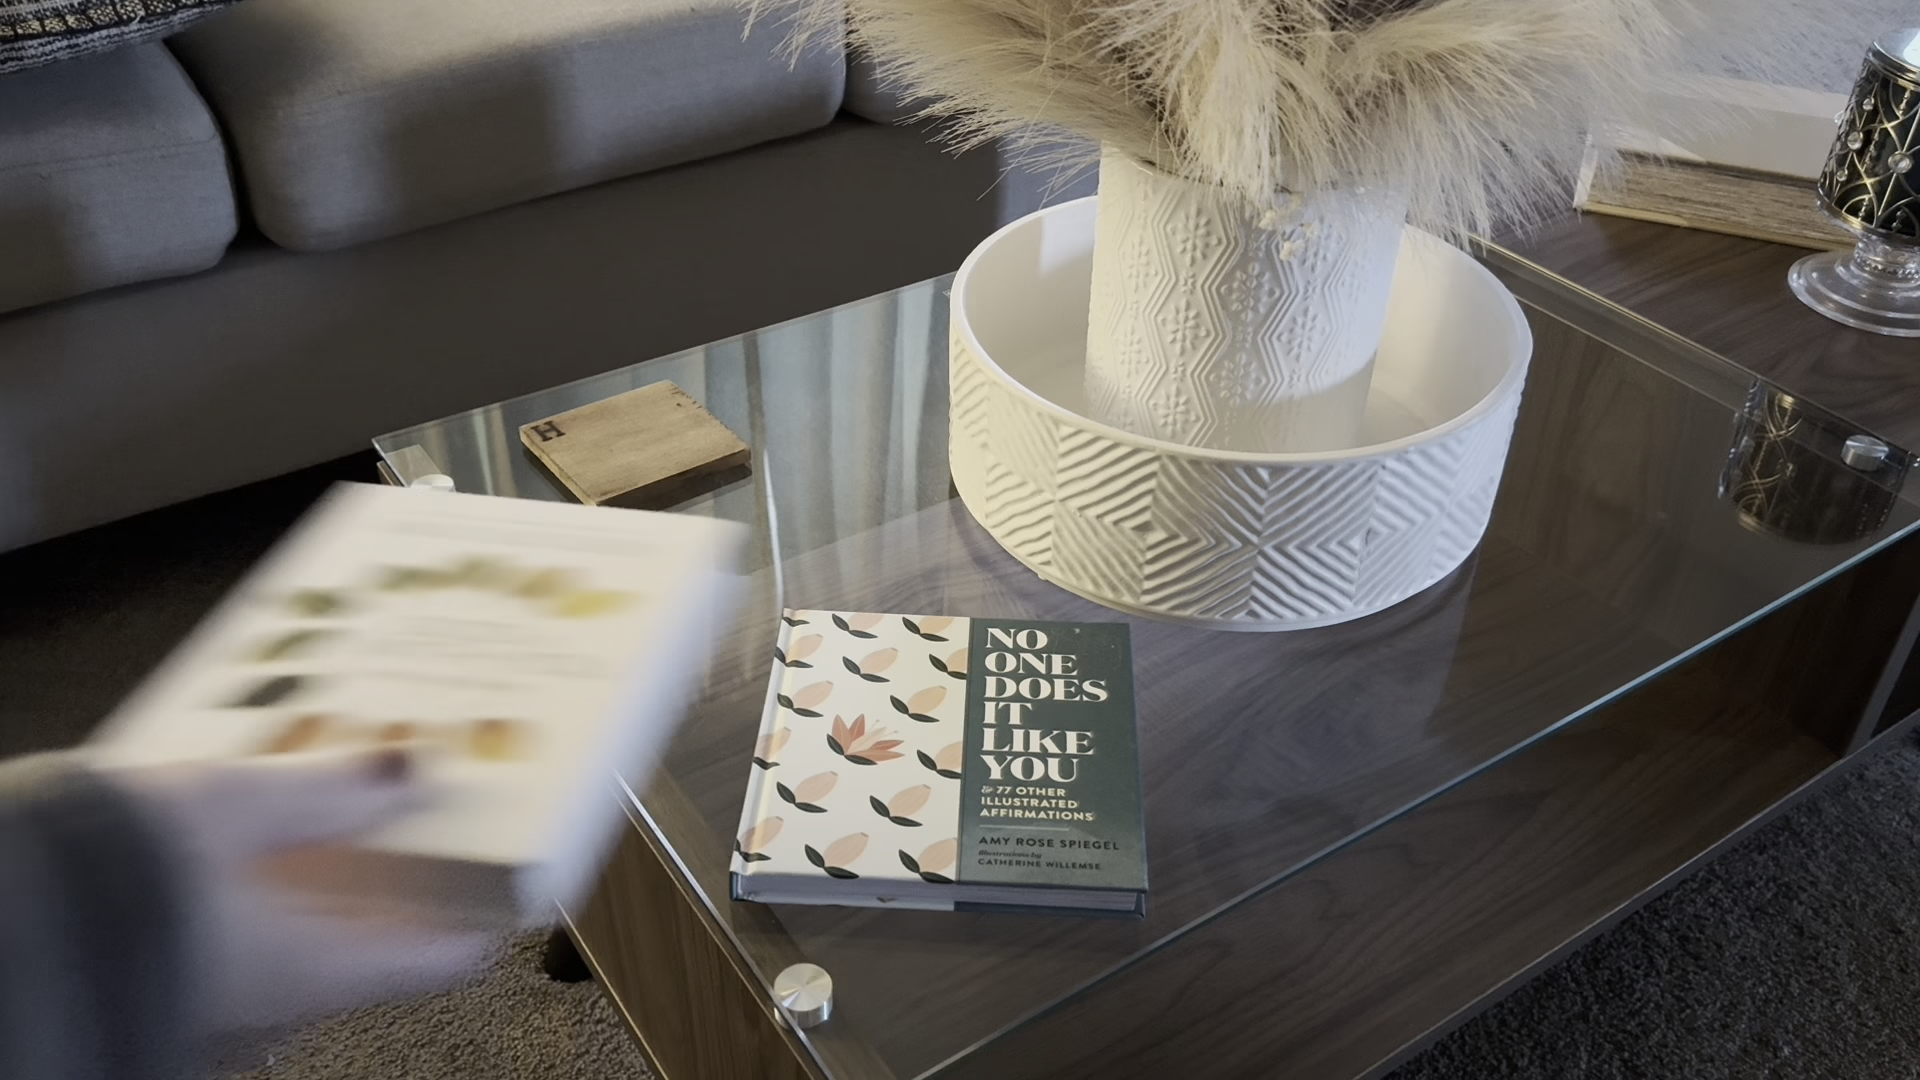 H
NO
ONE
DOES
IT
LIKE
YOU
& 77 OTHER
ILLUSTRATED
AFFIRMATIONS
AMY ROSE SPIEGEL
Illustrations by
CATHERINE WILLEMSE